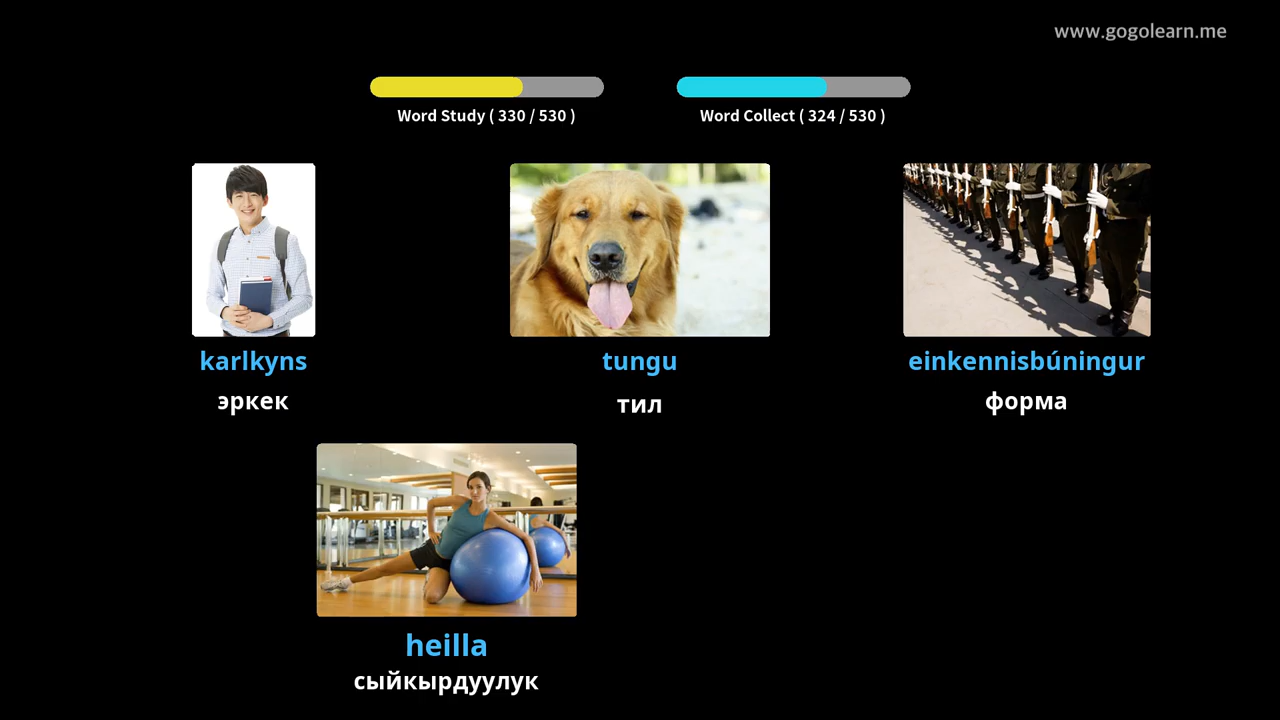 www.gogolearn.me
Word Study ( 330 / 530 )
Word Collect ( 324 / 530 )
karlkyns
эркек
tungu
тил
einkennisbúningur
форма
heilla
сыйкырдуулук